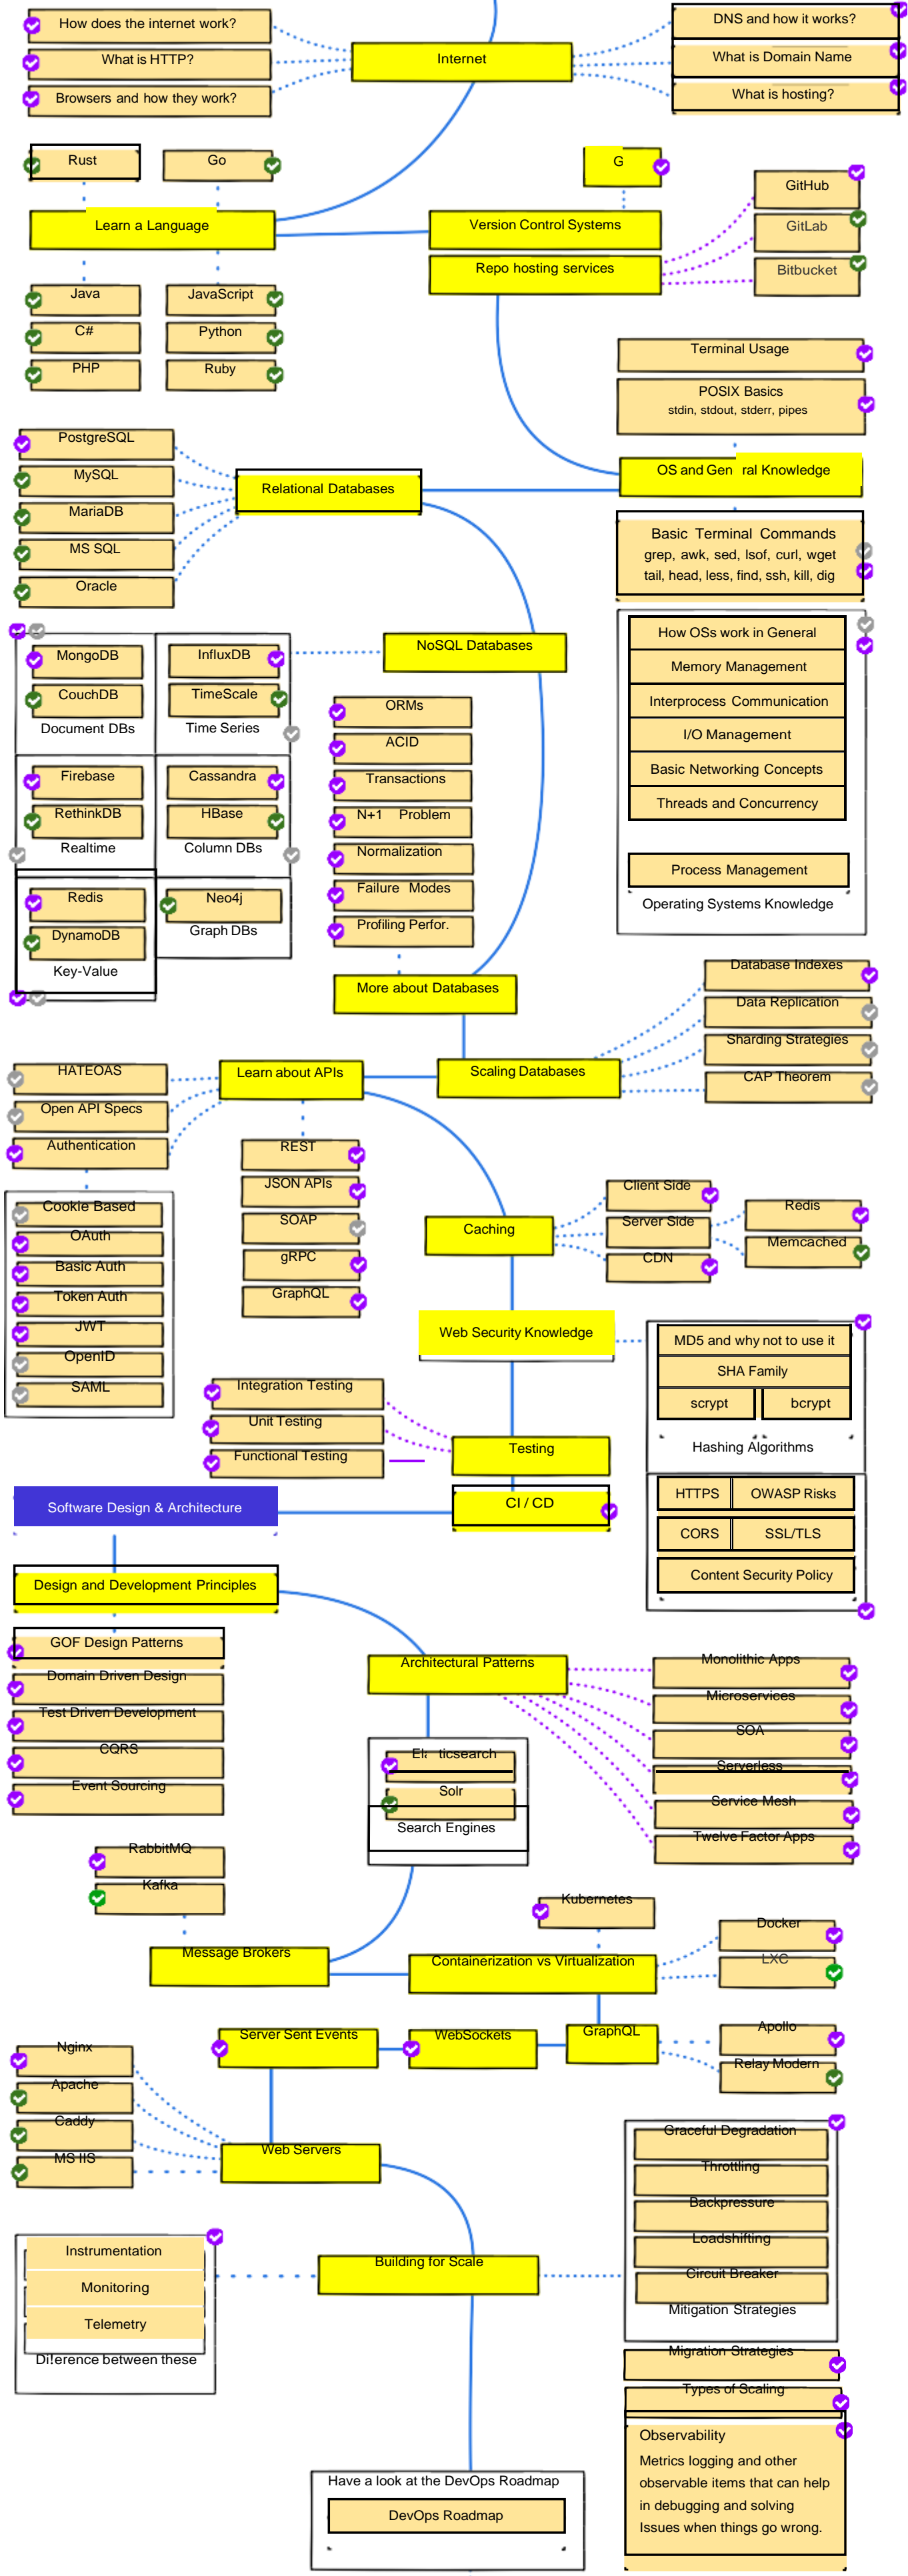 How does the internet work?
What is HTTP?
Browsers and how they work?
Internet
DNS and how it works?
What is Domain Name
What is hosting?
Rust
Go
Learn a Language
Java
JavaScript
C#
Python
PHP
Ruby
G
Version Control Systems
Repo hosting services
GitHub
GitLab
Bitbucket
Terminal Usage
POSIX Basics
stdin, stdout, stderr, pipes
OS and Gen ral Knowledge
Basic Terminal Commands
grep, awk, sed, lsof, curl, wget
tail, head, less, find, ssh, kill, dig
How OSs work in General
Memory Management
Interprocess Communication
I/O Management
Basic Networking Concepts
Threads and Concurrency
Process Management
Operating Systems Knowledge
PostgreSQL
MySQL
MariaDB
MS SQL
Oracle
Relational Databases
NoSQL Databases
MongoDB
CouchDB
Document DBs
InfluxDB
TimeScale
Time Series
Firebase
RethinkDB
Realtime
Cassandra
HBase
Column DBs
Redis
DynamoDB
Key-Value
Neo4j
Graph DBs
ORMs
ACID
Transactions
N+1 Problem
Normalization
Failure Modes
Profiling Perfor.
More about Databases
Database Indexes
Data Replication
Sharding Strategies
CAP Theorem
Scaling Databases
Learn about APIs
HATEOAS
Open API Specs
Authentication
Cookie Based
OAuth
Basic Auth
Token Auth
JWT
OpenID
SAML
REST
JSON APIs
SOAP
gRPC
GraphQL
Caching
Client Side
Server Side
CDN
Redis
Memcached
Web Security Knowledge
MD5 and why not to use it
SHA Family
scrypt
bcrypt
Hashing Algorithms
HTTPS
OWASP Risks
CORS
SSL/TLS
Content Security Policy
Integration Testing
Unit Testing
Functional Testing
Testing
CI / CD
Software Design & Architecture
Design and Development Principles
GOF Design Patterns
Domain Driven Design
Test Driven Development
CQRS
Event Sourcing
Architectural Patterns
Monolithic Apps
Microservices
SOA
Serverless
Service Mesh
Twelve Factor Apps
Solr
Search Engines
RabbitMQ
Kafka
Message Brokers
Kubernetes
Containerization vs Virtualization
Docker
LXC
Server Sent Events
WebSockets
GraphQL
Apollo
Relay Modern
Nginx
Apache
Caddy
MS IIS
Web Servers
Graceful Degradation
Throttling
Backpressure
Loadshifting
Circuit Breaker
Mitigation Strategies
Instrumentation
Monitoring
Telemetry
Di!erence between these
Building for Scale
Migration Strategies
Types of Scaling
Observability
Metrics logging and other
observable items that can help
in debugging and solving
Issues when things go wrong.
Have a look at the DevOps Roadmap
DevOps Roadmap